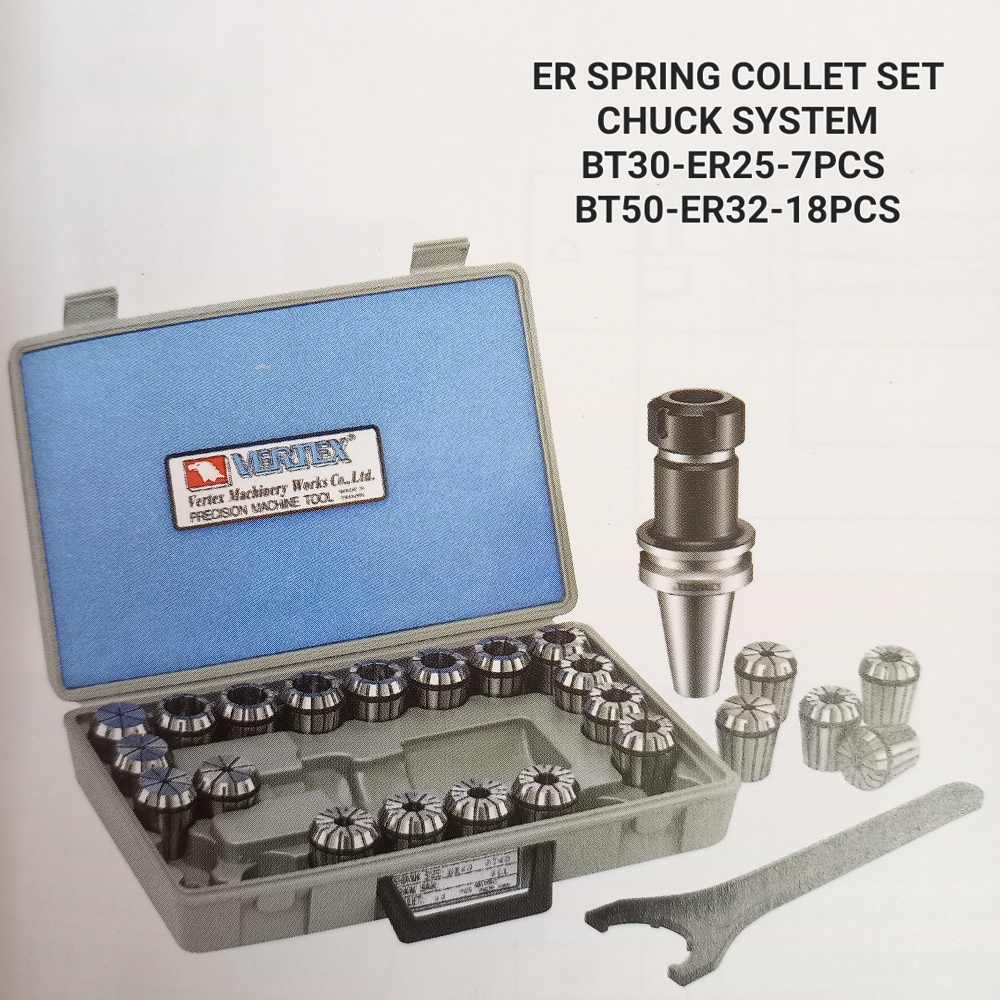 ER SPRING COLLET SET
CHUCK SYSTEM
BT30-ER25-7PCS
BT50-ER32-18PCS
VERTEX®
Vertex Machinery Works Co., Ltd.
PRECISION MACHINE TOOL